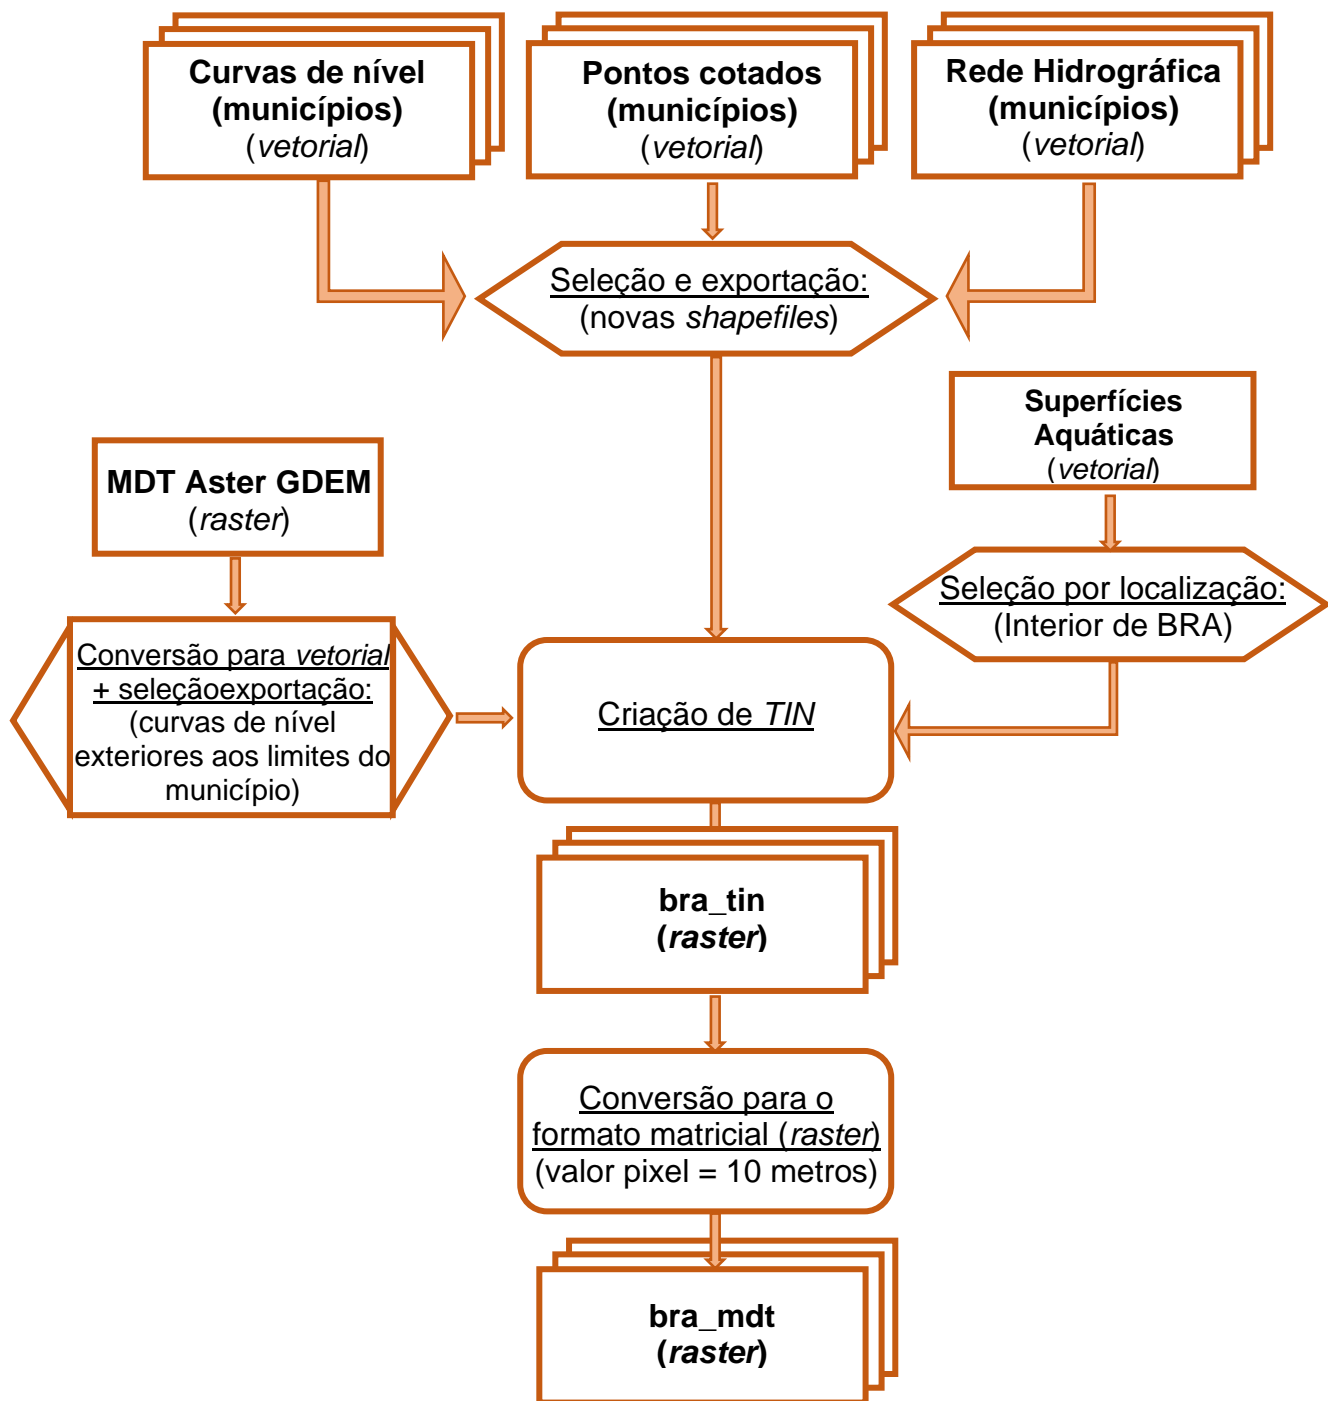 Curvas de nível
(municípios)
(vetorial)
Pontos cotados
(municípios)
(vetorial)
Rede Hidrográfica
(municípios)
(vetorial)
Seleção e exportação:
(novas shapefiles)
Superfícies
Aquáticas
(vetorial)
MDT Aster GDEM
(raster)
Seleção por localização:
(Interior de BRA)
Conversão para vetorial
+ seleçãoexportação:
(curvas de nível
exteriores aos limites do
município)
Criação de TIN
bra_tin
(raster)
Conversão para o
formato matricial (raster)
(valor pixel = 10 metros)
bra_mdt
(raster)